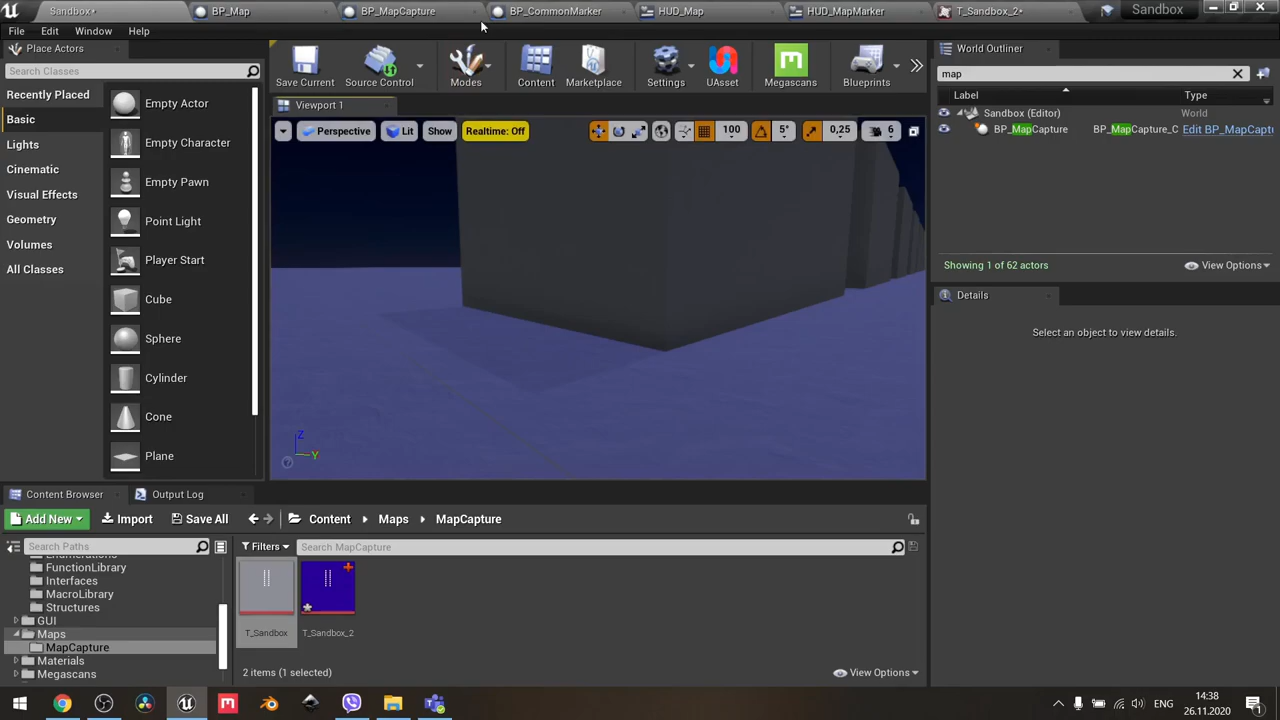 Sandbox*
BP_Map
BP_MapCapture
BP_CommonMarker
HUD_Map
HUD_MapMarker
T_Sandbox_2*
Sandbox
File Edit Window Help
Place Actors
Search Classes
Recently Placed
Basic
Lights
Cinematic
Visual Effects
Geometry
Volumes
All Classes
Empty Actor
Empty Character
Empty Pawn
Point Light
Player Start
Cube
Sphere
Cylinder
Cone
Plane
Save Current
Source Control
Modes
Content
Marketplace
Settings
UAsset
Megascans
Blueprints
Viewport 1
Perspective
Lit
Show
Realtime: Off
100
5°
0,25
6
Z
Y
World Outliner
map
Label Type
Sandbox (Editor) World
BP_MapCapture BP_MapCapture_C Edit BP_MapCapt
Showing 1 of 62 actors
View Options
Details
Select an object to view details.
Content Browser
Output Log
Add New
Import
Save All
Content
Maps
MapCapture
Search Paths
Filters
Search MapCapture
FunctionLibrary
Interfaces
MacroLibrary
Structures
GUI
Maps
MapCapture
Materials
Megascans
T_Sandbox
T_Sandbox_2
2 items (1 selected)
View Options
ENG
14:38
26.11.2020